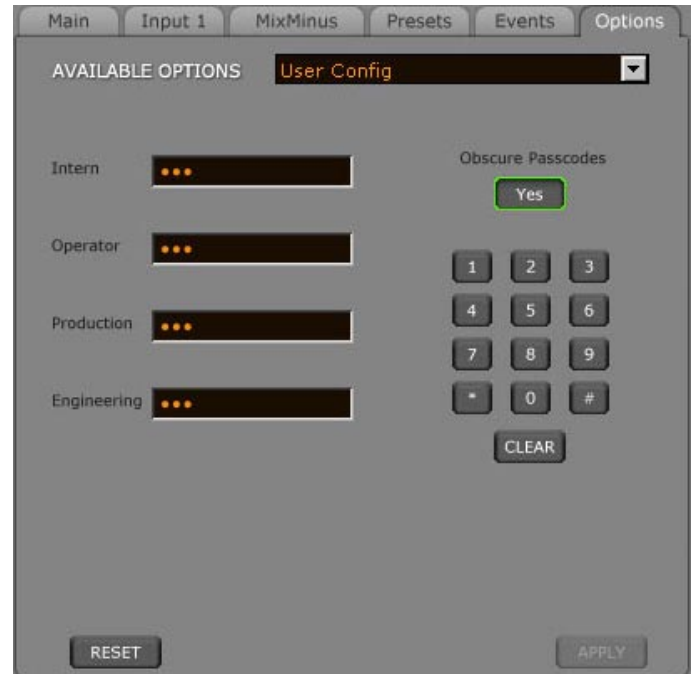 Main Input 1 MixMinus Presets Events Options
AVAILABLE OPTIONS User Config
Intern •••
Obscure Passcodes
Yes
Operator •••
1 2 3
Production •••
4 5 6
7 8 9
Engineering •••
* 0 #
CLEAR
RESET APPLY